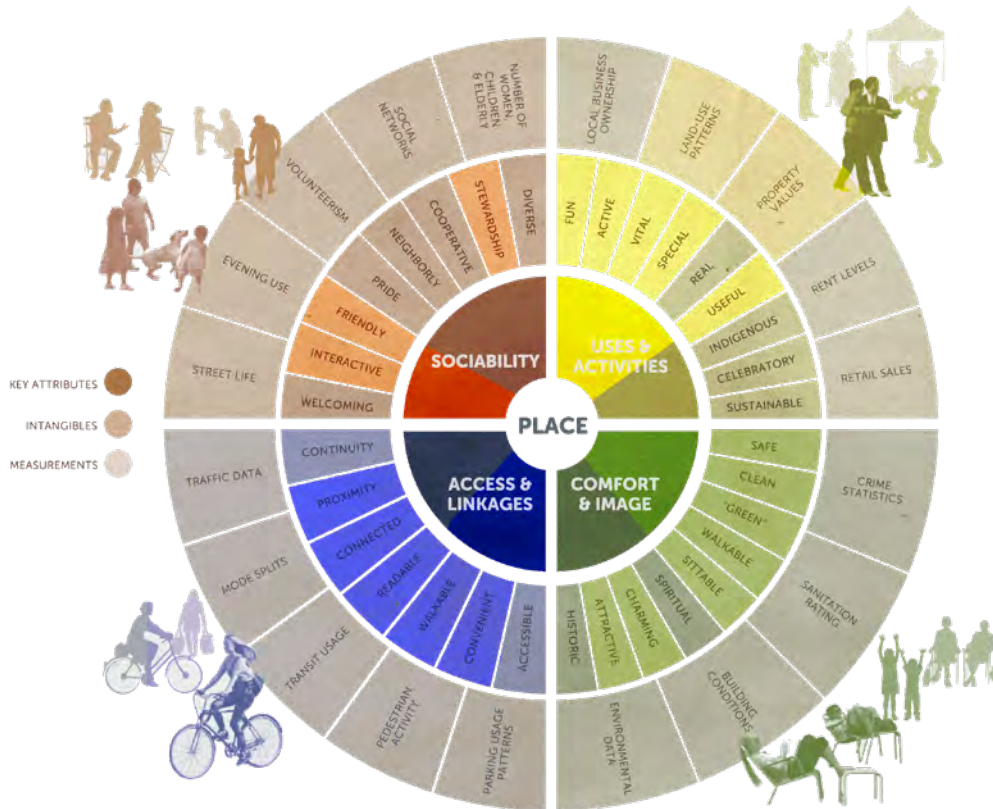 NUMBER OF
WOMEN,
CHILDREN
& ELDERLY
SOCIAL
NETWORKS
VOLUNTEERISM
EVENING USE
STREET LIFE
LOCAL BUSINESS
OWNERSHIP
LAND-USE
PATTERNS
PROPERTY
VALUES
RENT LEVELS
RETAIL SALES
DIVERSE
STEWARDSHIP
COOPERATIVE
NEIGHBORLY
PRIDE
FRIENDLY
INTERACTIVE
WELCOMING
FUN
ACTIVE
VITAL
SPECIAL
REAL
USEFUL
INDIGENOUS
CELEBRATORY
SUSTAINABLE
SOCIABILITY
USES &
ACTIVITIES
PLACE
KEY ATTRIBUTES
INTANGIBLES
MEASUREMENTS
ACCESS &
LINKAGES
COMFORT
& IMAGE
CONTINUITY
PROXIMITY
CONNECTED
READABLE
WALKABLE
CONVENIENT
ACCESSIBLE
SAFE
CLEAN
"GREEN"
WALKABLE
SITTABLE
SPIRITUAL
CHARMING
ATTRACTIVE
HISTORIC
TRAFFIC DATA
MODE SPLITS
TRANSIT USAGE
PEDESTRIAN
ACTIVITY
PARKING USAGE
PATTERNS
CRIME
STATISTICS
SANITATION
RATING
BUILDING
CONDITIONS
ENVIRONMENTAL
DATA